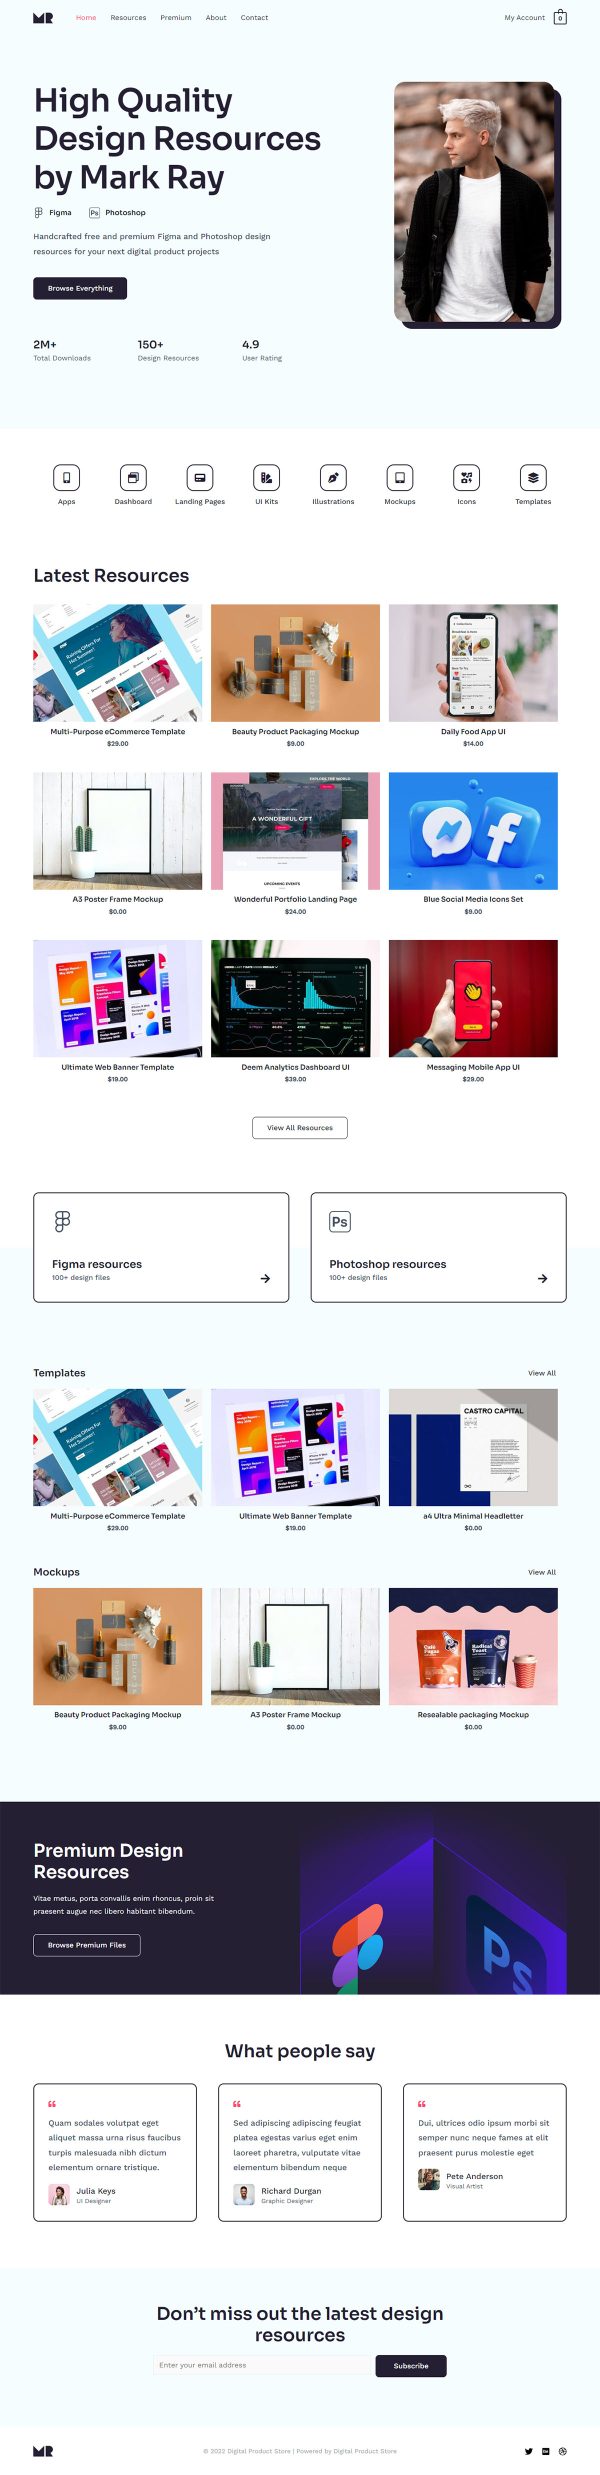 MR
Home Resources Premium About Contact
My Account 0
High Quality
Design Resources
by Mark Ray
Figma Ps Photoshop
Handcrafted free and premium Figma and Photoshop design
resources for your next digital product projects
Browse Everything
2M+ 150+ 4.9
Total Downloads Design Resources User Rating
Apps Dashboard Landing Pages UI Kits Illustrations Mockups Icons Templates
Latest Resources
Multi-Purpose eCommerce Template
$29.00
Beauty Product Packaging Mockup
$9.00
Daily Food App UI
$14.00
EXPLORE THE WORLD
A WONDERFUL GIFT
UPCOMING EVENTS
A3 Poster Frame Mockup
$0.00
Wonderful Portfolio Landing Page
$24.00
Blue Social Media Icons Set
$9.00
Ultimate Web Banner Template
$19.00
Deem Analytics Dashboard UI
$39.00
Messaging Mobile App UI
$29.00
View All Resources
Ps
Figma resources
100+ design files
Photoshop resources
100+ design files
Templates View All
CASTRO CAPITAL
Multi-Purpose eCommerce Template
$29.00
Ultimate Web Banner Template
$19.00
a4 Ultra Minimal Headletter
$0.00
Mockups View All
Beauty Product Packaging Mockup
$9.00
A3 Poster Frame Mockup
$0.00
Resealable packaging Mockup
$0.00
Premium Design
Resources
Vitae metus, porta convallis enim rhoncus, proin sit
praesent augue nec libero habitant bibendum.
Browse Premium Files
Ps
What people say
Quam sodales volutpat eget
aliquet massa urna risus faucibus
turpis malesuada nibh dictum
elementum ornare tristique.
Julia Keys
UI Designer
Sed adipiscing adipiscing feugiat
platea egestas varius eget enim
laoreet pharetra, vulputate vitae
elementum bibendum neque
Richard Durgan
Graphic Designer
Dui, ultrices odio ipsum morbi sit
semper nunc neque fames at elit
praesent purus molestie eget
Pete Anderson
Visual Artist
Don’t miss out the latest design
resources
Enter your email address Subscribe
MR
© 2022 Digital Product Store | Powered by Digital Product Store